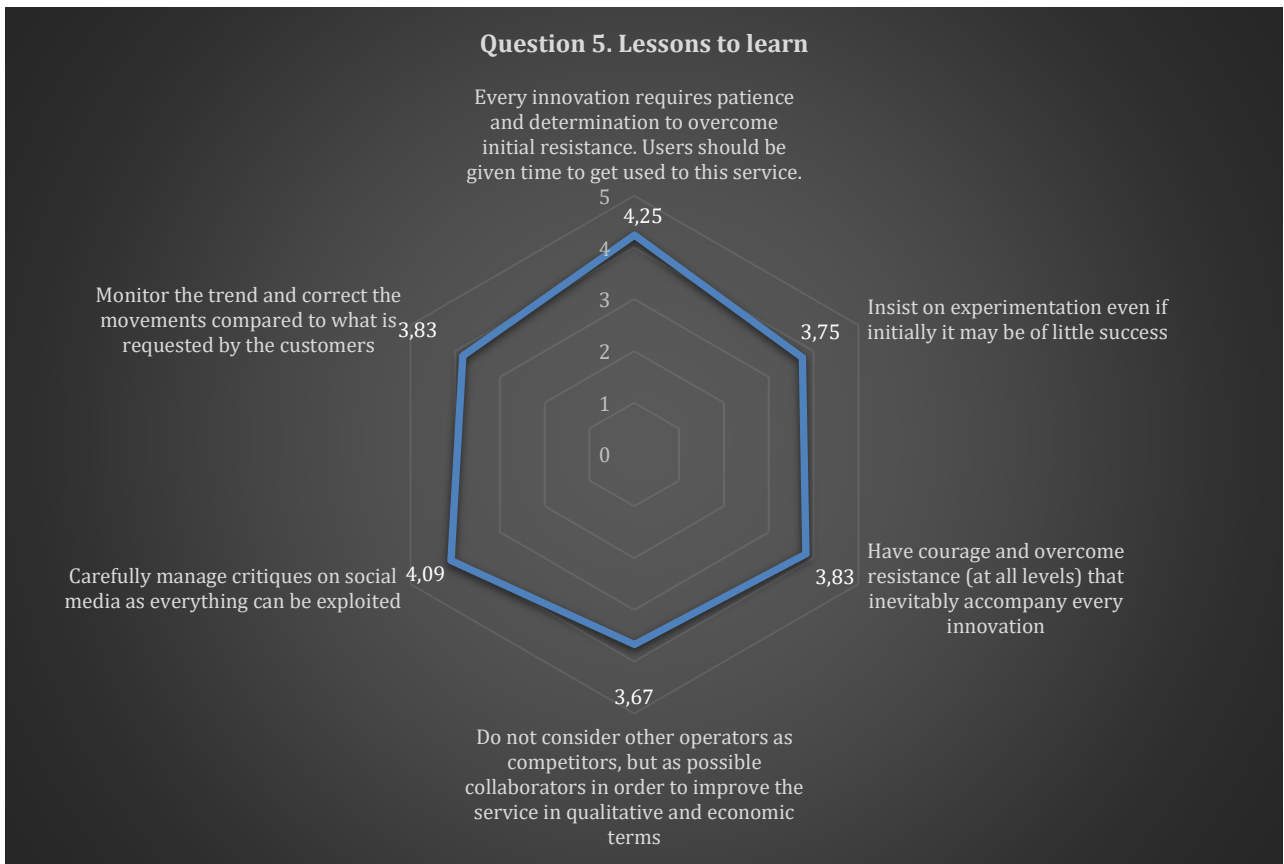 Question 5. Lessons to learn
Every innovation requires patience
and determination to overcome
initial resistance. Users should be
given time to get used to this service.
5
4,25
4
3
2
1
0
Insist on experimentation even if
initially it may be of little success
3,75
Have courage and overcome
resistance (at all levels) that
inevitably accompany every
innovation
3,83
3,67
Do not consider other operators as
competitors, but as possible
collaborators in order to improve the
service in qualitative and economic
terms
Carefully manage critiques on social
media as everything can be exploited
4,09
Monitor the trend and correct the
movements compared to what is
requested by the customers
3,83